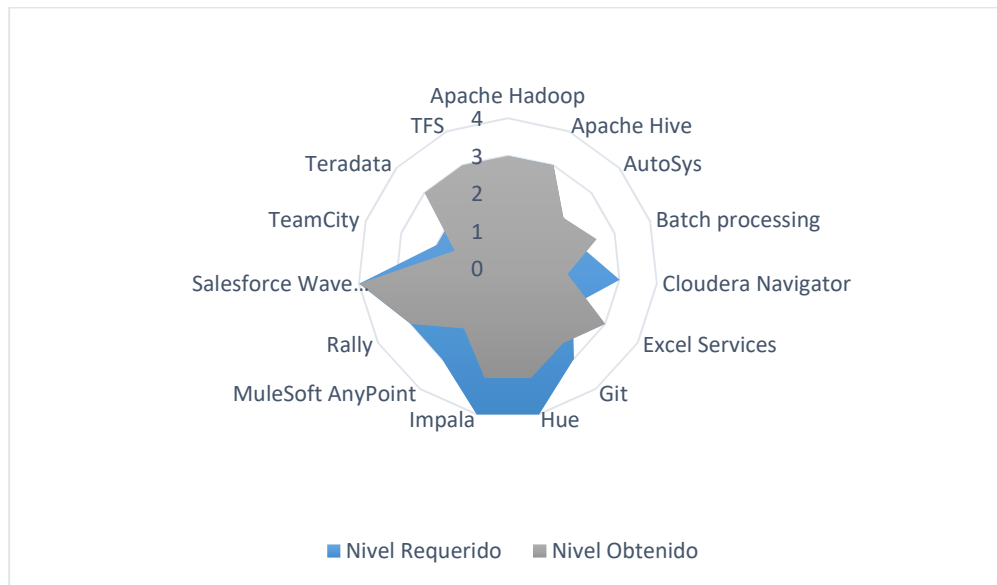 Apache Hadoop
Apache Hive
AutoSys
Batch processing
Cloudera Navigator
Excel Services
Git
Hue
Impala
MuleSoft AnyPoint
Rally
Salesforce Wave...
TeamCity
Teradata
TFS
4
3
2
1
0
Nivel Requerido
Nivel Obtenido